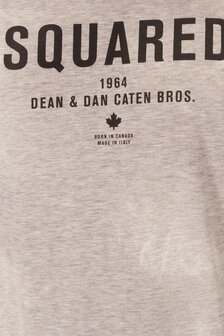 SQUARED
1964
DEAN & DAN CATEN BROS.
BORN IN CANADA
MADE IN ITALY